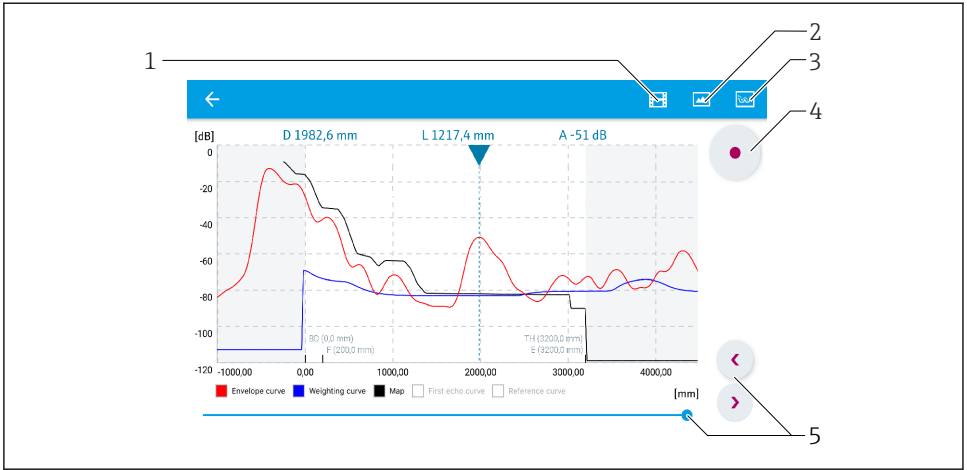 1
2
3
4
[dB]
D 1982,6 mm
L 1217,4 mm
A -51 dB
0
-20
-40
-60
-80
-100
-120
BD (0,0 mm)
F (200,0 mm)
TH (3200,0 mm)
E (3200,0 mm)
-1000,00
0,00
1000,00
2000,00
3000,00
4000,00
Envelope curve
Weighting curve
Map
First echo curve
Reference curve
[mm]
5